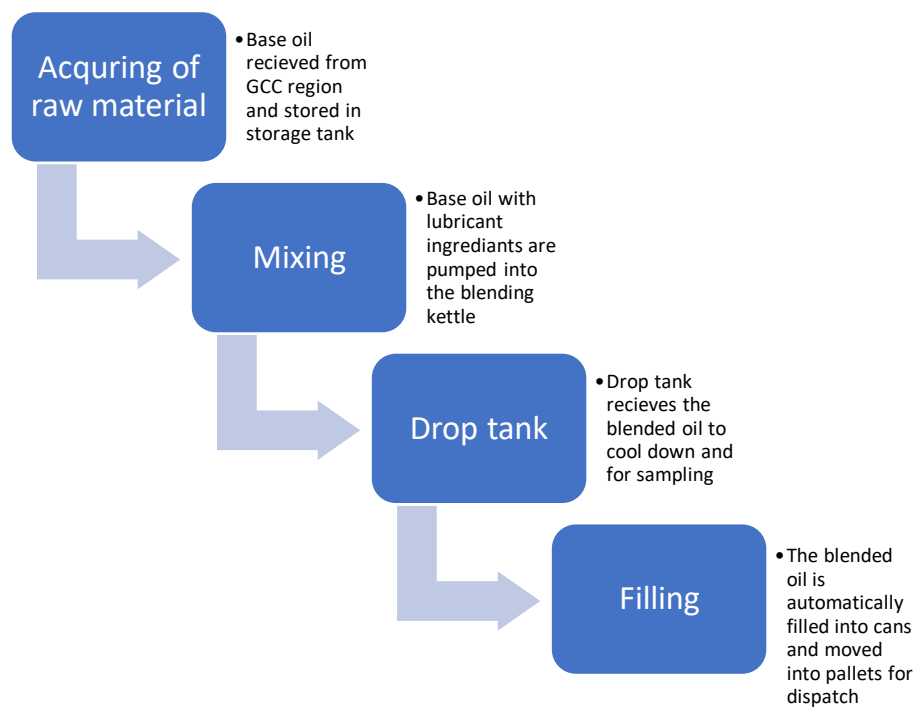 Acquring of
raw material
•Base oil
recieved from
GCC region
and stored in
storage tank
Mixing
•Base oil with
lubricant
ingrediants are
pumped into
the blending
kettle
Drop tank
•Drop tank
recieves the
blended oil to
cool down and
for sampling
Filling
•The blended
oil is
automatically
filled into cans
and moved
into pallets for
dispatch